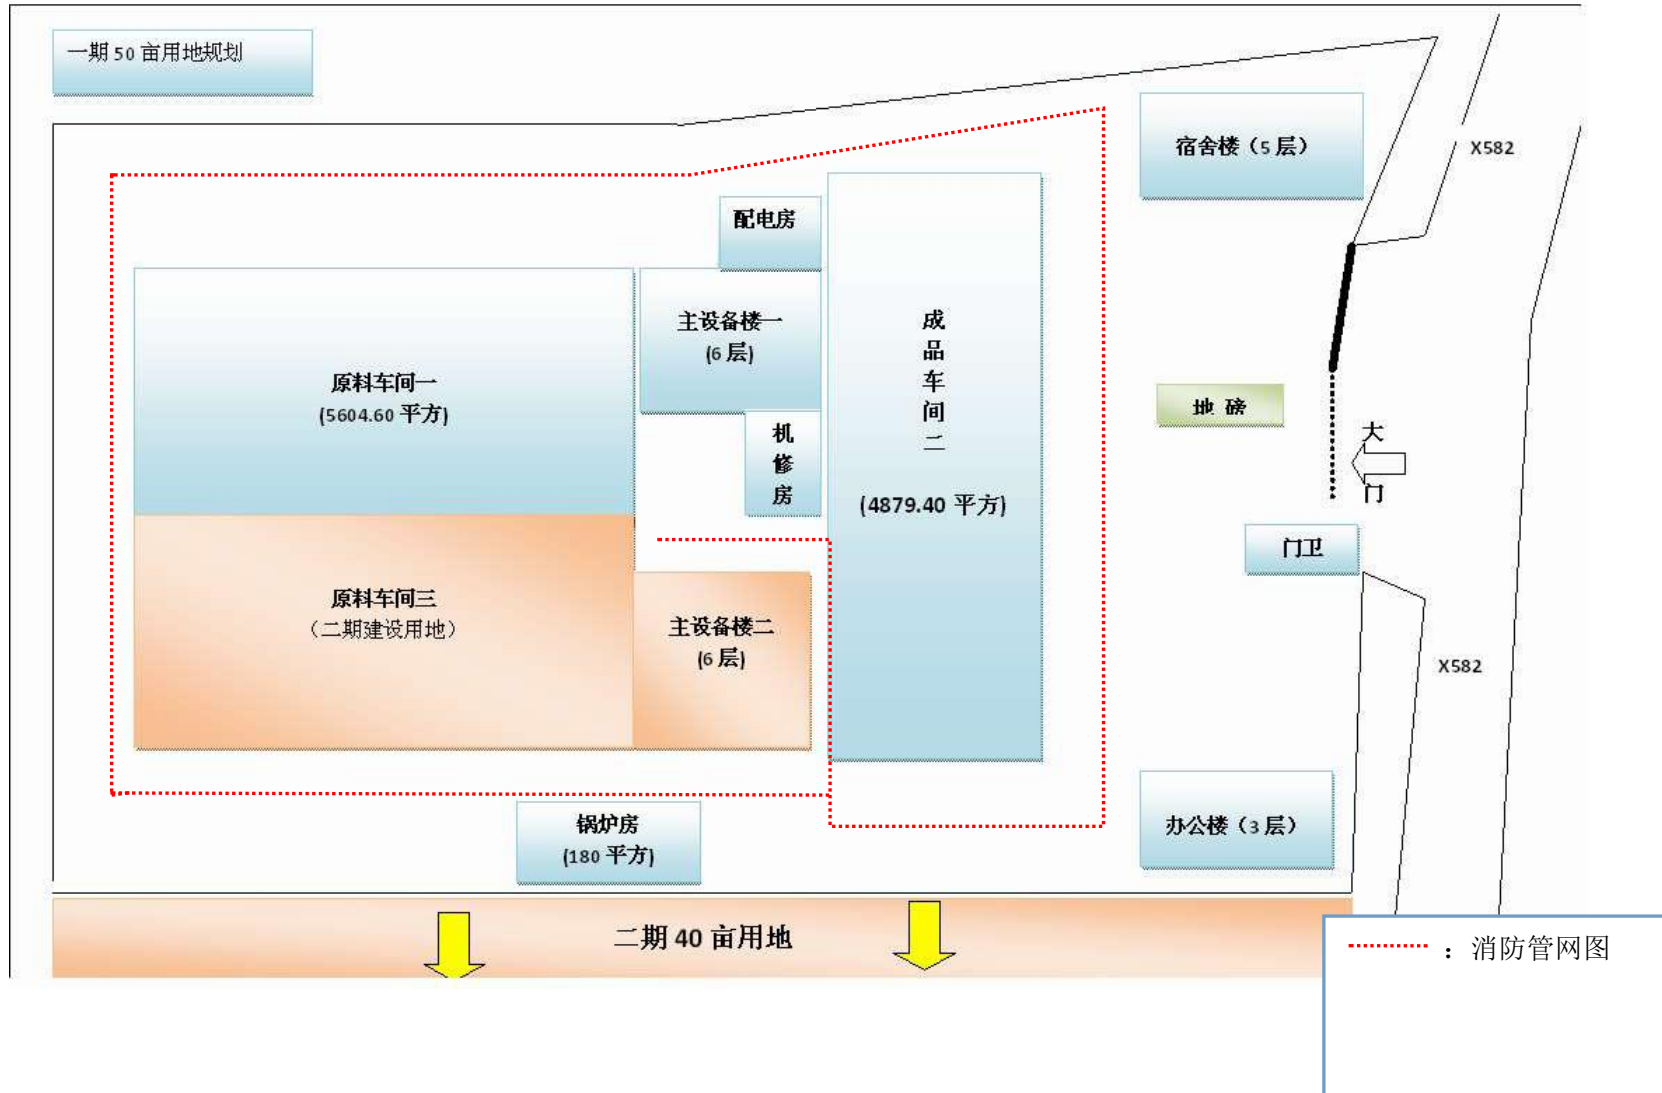 一期 50 亩用地规划
宿舍楼（5 层）
X582
配电房
主设备楼一
(6 层)
成
品
车
间
二
(4879.40 平方)
原料车间一
(5604.60 平方)
机
修
房
地 磅
大
门
门卫
原料车间三
（二期建设用地）
主设备楼二
(6 层)
X582
锅炉房
(180 平方)
办公楼（3 层）
二期 40 亩用地
：消防管网图